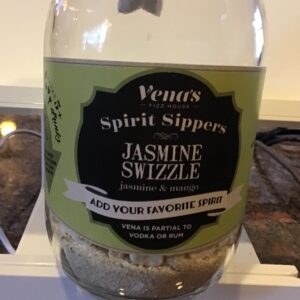 Vena's
FIZZ HOUSE
Spirit Sippers
JASMINE
SWIZZLE
jasmine & mango
ADD YOUR FAVORITE SPIRIT
VENA IS PARTIAL TO
VODKA OR RUM